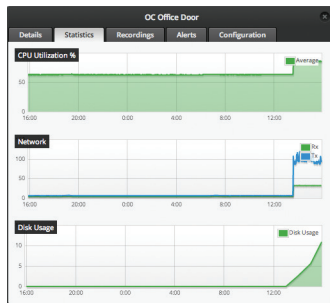 OC Office Door
Details Statistics Recordings Alerts Configuration
CPU Utilization %
Average
50
0
16:00 20:00 0:00 4:00 8:00 12:00
Network
Rx
Tx
100
50
0
16:00 20:00 0:00 4:00 8:00 12:00
Disk Usage
Disk Usage
10
5
0
16:00 20:00 0:00 4:00 8:00 12:00